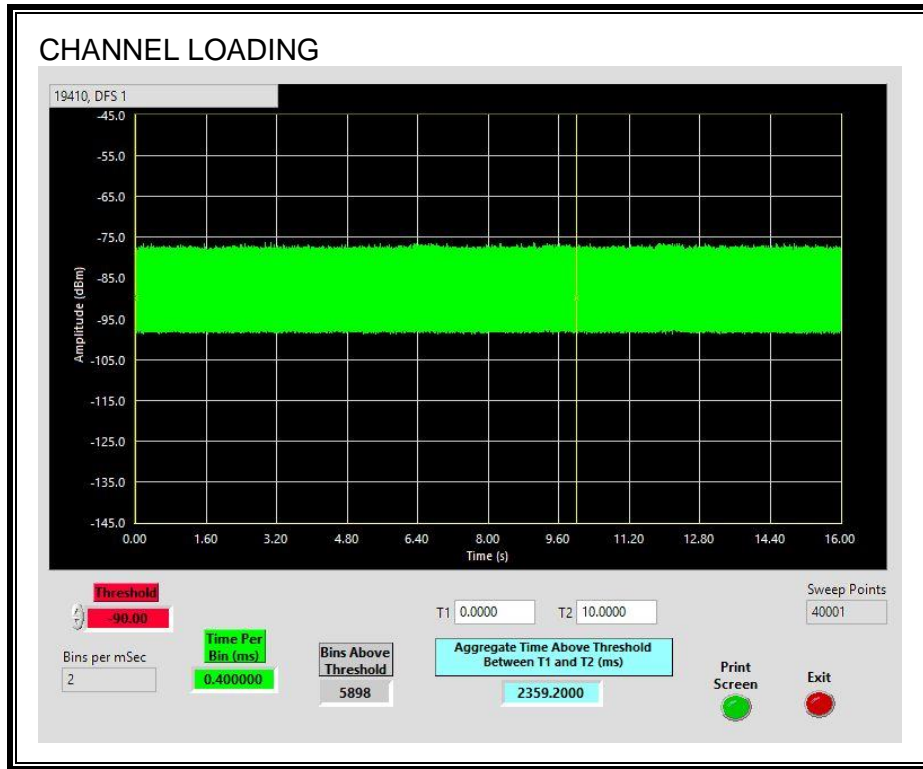 CHANNEL LOADING
19410, DFS 1
-45.0
-55.0
-65.0
-75.0
-85.0
-95.0
-105.0
-115.0
-125.0
-135.0
-145.0
Amplitude (dBm)
0.00 1.60 3.20 4.80 6.40 8.00 9.60 11.20 12.80 14.40 16.00
Time (s)
Threshold
-90.00
Bins per mSec
2
Time Per
Bin (ms)
0.400000
Bins Above
Threshold
5898
T1 0.0000 T2 10.0000
Aggregate Time Above Threshold
Between T1 and T2 (ms)
2359.2000
Sweep Points
40001
Print
Screen
Exit